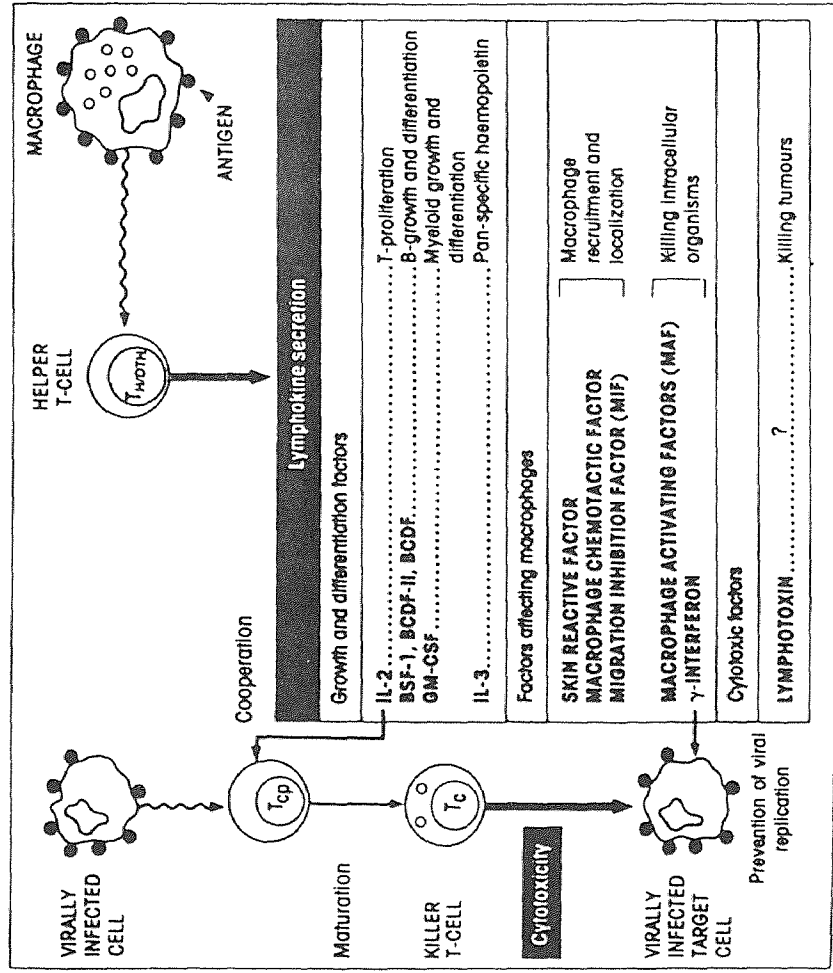 MACROPHAGE
ANTIGEN
HELPER
T-CELL
TH/DTH
Lymphokine secretion
Growth and differentiation factors
IL-2..........T-proliferation
BSF-1, BCDF-II, BCDF..........B-growth and differentiation
GM-CSF..........Myeloid growth and
differentiation
IL-3..........Pan-specific haemopoletin
Factors affecting macrophages
SKIN REACTIVE FACTOR
MACROPHAGE CHEMOTACTIC FACTOR
MIGRATION INHIBITION FACTOR (MIF)
Macrophage
recruitment and
localization
MACROPHAGE ACTIVATING FACTORS (MAF)
γ-INTERFERON
Killing intracellular
organisms
Cytotoxic factors
LYMPHOTOXIN..........?..........Killing tumours
VIRALLY
INFECTED
CELL
Cooperation
Tcp
Maturation
KILLER
T-CELL
Tc
Cytotoxicity
VIRALLY
INFECTED
TARGET
CELL
Prevention of viral
replication